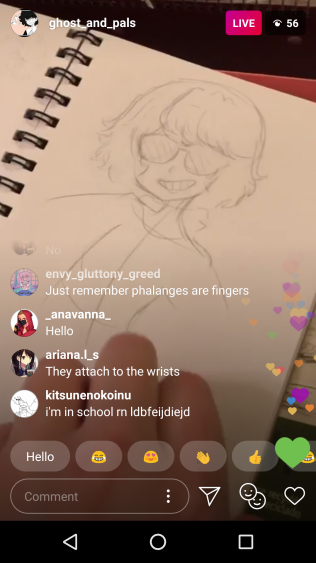 ghost_and_pals
LIVE
56
No
envy_gluttony_greed
Just remember phalanges are fingers
_anavanna_
Hello
ariana.l_s
They attach to the wrists
kitsunenokoinu
i'm in school rn ldbfeijdiejd
Hello
Comment